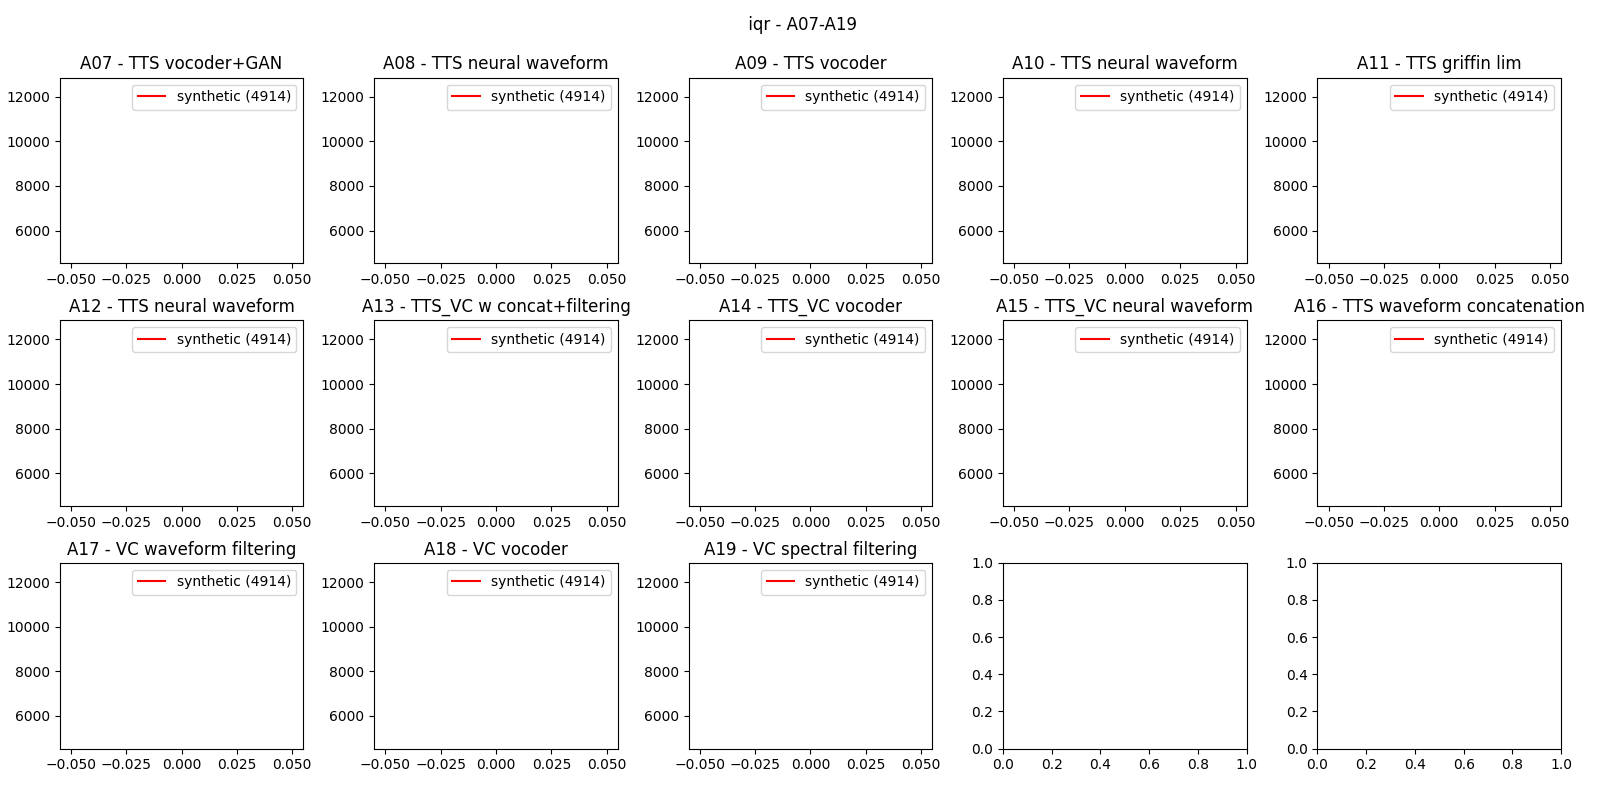 iqr - A07-A19
A07 - TTS vocoder+GAN
synthetic (4914)
12000
10000
8000
6000
−0.050 −0.025 0.000 0.025 0.050
A08 - TTS neural waveform
synthetic (4914)
12000
10000
8000
6000
−0.050 −0.025 0.000 0.025 0.050
A09 - TTS vocoder
synthetic (4914)
12000
10000
8000
6000
−0.050 −0.025 0.000 0.025 0.050
A10 - TTS neural waveform
synthetic (4914)
12000
10000
8000
6000
−0.050 −0.025 0.000 0.025 0.050
A11 - TTS griffin lim
synthetic (4914)
12000
10000
8000
6000
−0.050 −0.025 0.000 0.025 0.050
A12 - TTS neural waveform
synthetic (4914)
12000
10000
8000
6000
−0.050 −0.025 0.000 0.025 0.050
A13 - TTS_VC w concat+filtering
synthetic (4914)
12000
10000
8000
6000
−0.050 −0.025 0.000 0.025 0.050
A14 - TTS_VC vocoder
synthetic (4914)
12000
10000
8000
6000
−0.050 −0.025 0.000 0.025 0.050
A15 - TTS_VC neural waveform
synthetic (4914)
12000
10000
8000
6000
−0.050 −0.025 0.000 0.025 0.050
A16 - TTS waveform concatenation
synthetic (4914)
12000
10000
8000
6000
−0.050 −0.025 0.000 0.025 0.050
A17 - VC waveform filtering
synthetic (4914)
12000
10000
8000
6000
−0.050 −0.025 0.000 0.025 0.050
A18 - VC vocoder
synthetic (4914)
12000
10000
8000
6000
−0.050 −0.025 0.000 0.025 0.050
A19 - VC spectral filtering
synthetic (4914)
12000
10000
8000
6000
−0.050 −0.025 0.000 0.025 0.050
1.0
0.8
0.6
0.4
0.2
0.0
0.0 0.2 0.4 0.6 0.8 1.0
1.0
0.8
0.6
0.4
0.2
0.0
0.0 0.2 0.4 0.6 0.8 1.0